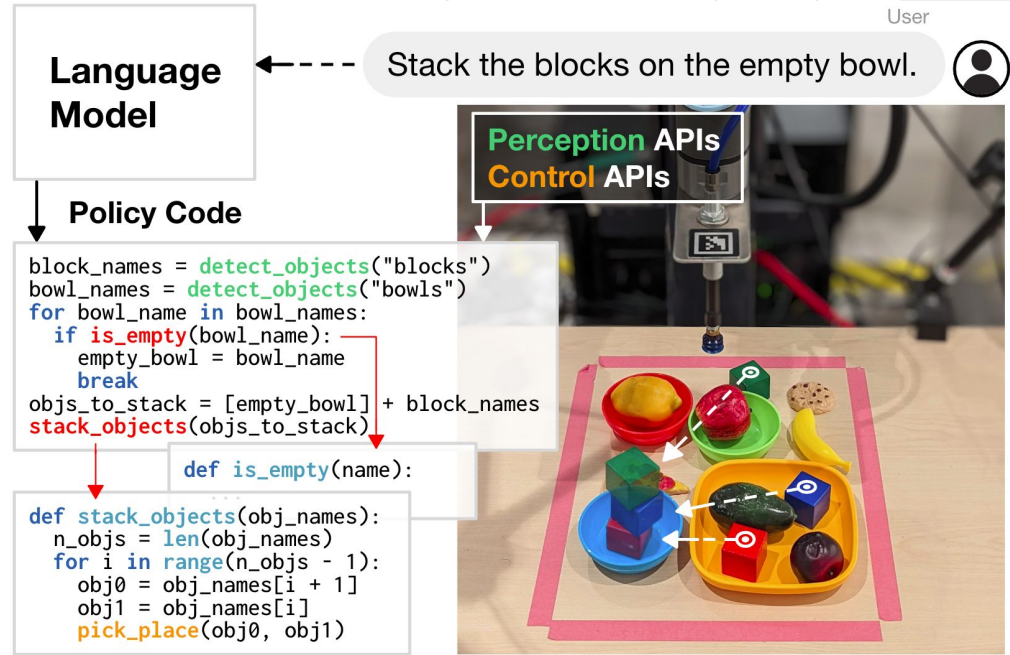 User
Stack the blocks on the empty bowl.
Language
Model
Perception APIs
Control APIs
Policy Code
block_names = detect_objects("blocks")
bowl_names = detect_objects("bowls")
for bowl_name in bowl_names:
  if is_empty(bowl_name):
    empty_bowl = bowl_name
    break
objs_to_stack = [empty_bowl] + block_names
stack_objects(objs_to_stack)
def is_empty(name):
...
def stack_objects(obj_names):
  n_objs = len(obj_names)
  for i in range(n_objs - 1):
    obj0 = obj_names[i + 1]
    obj1 = obj_names[i]
    pick_place(obj0, obj1)